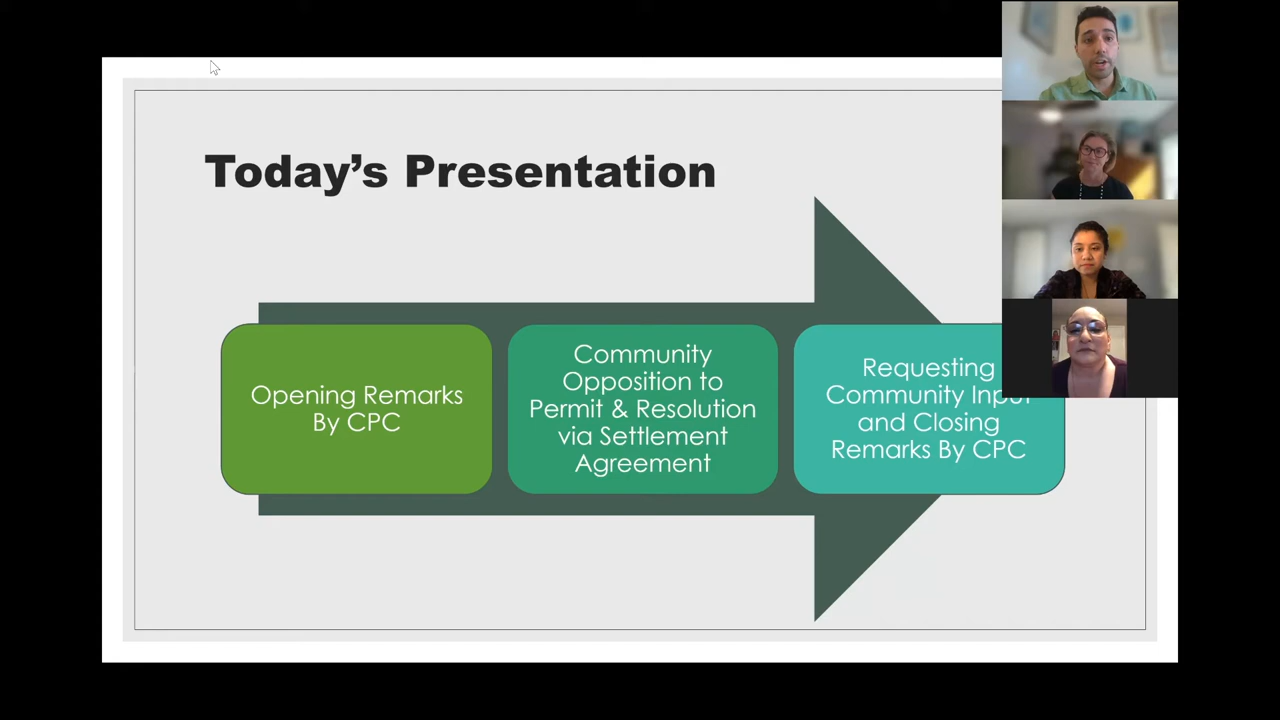 Today’s Presentation
Opening Remarks
By CPC
Community
Opposition to
Permit & Resolution
via Settlement
Agreement
Requesting
Community Input
and Closing
Remarks By CPC